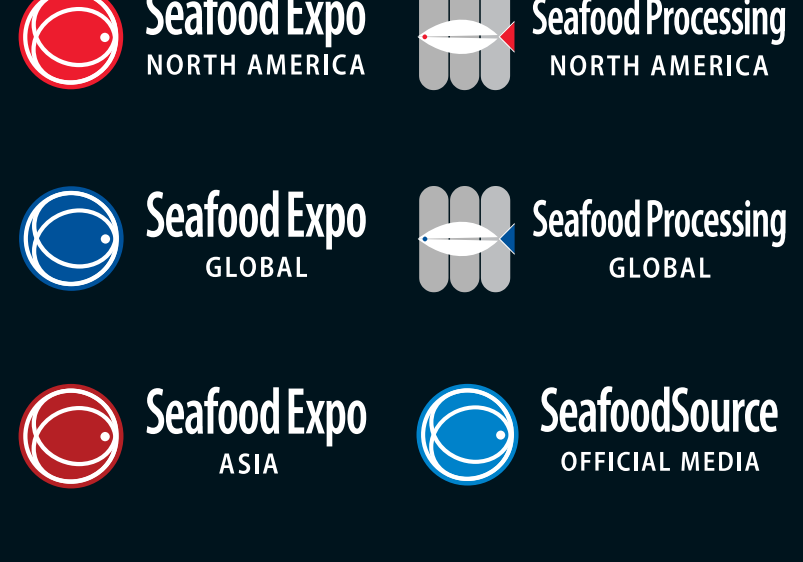 Seafood Expo
NORTH AMERICA
Seafood Processing
NORTH AMERICA
Seafood Expo
GLOBAL
Seafood Processing
GLOBAL
Seafood Expo
ASIA
SeafoodSource
OFFICIAL MEDIA